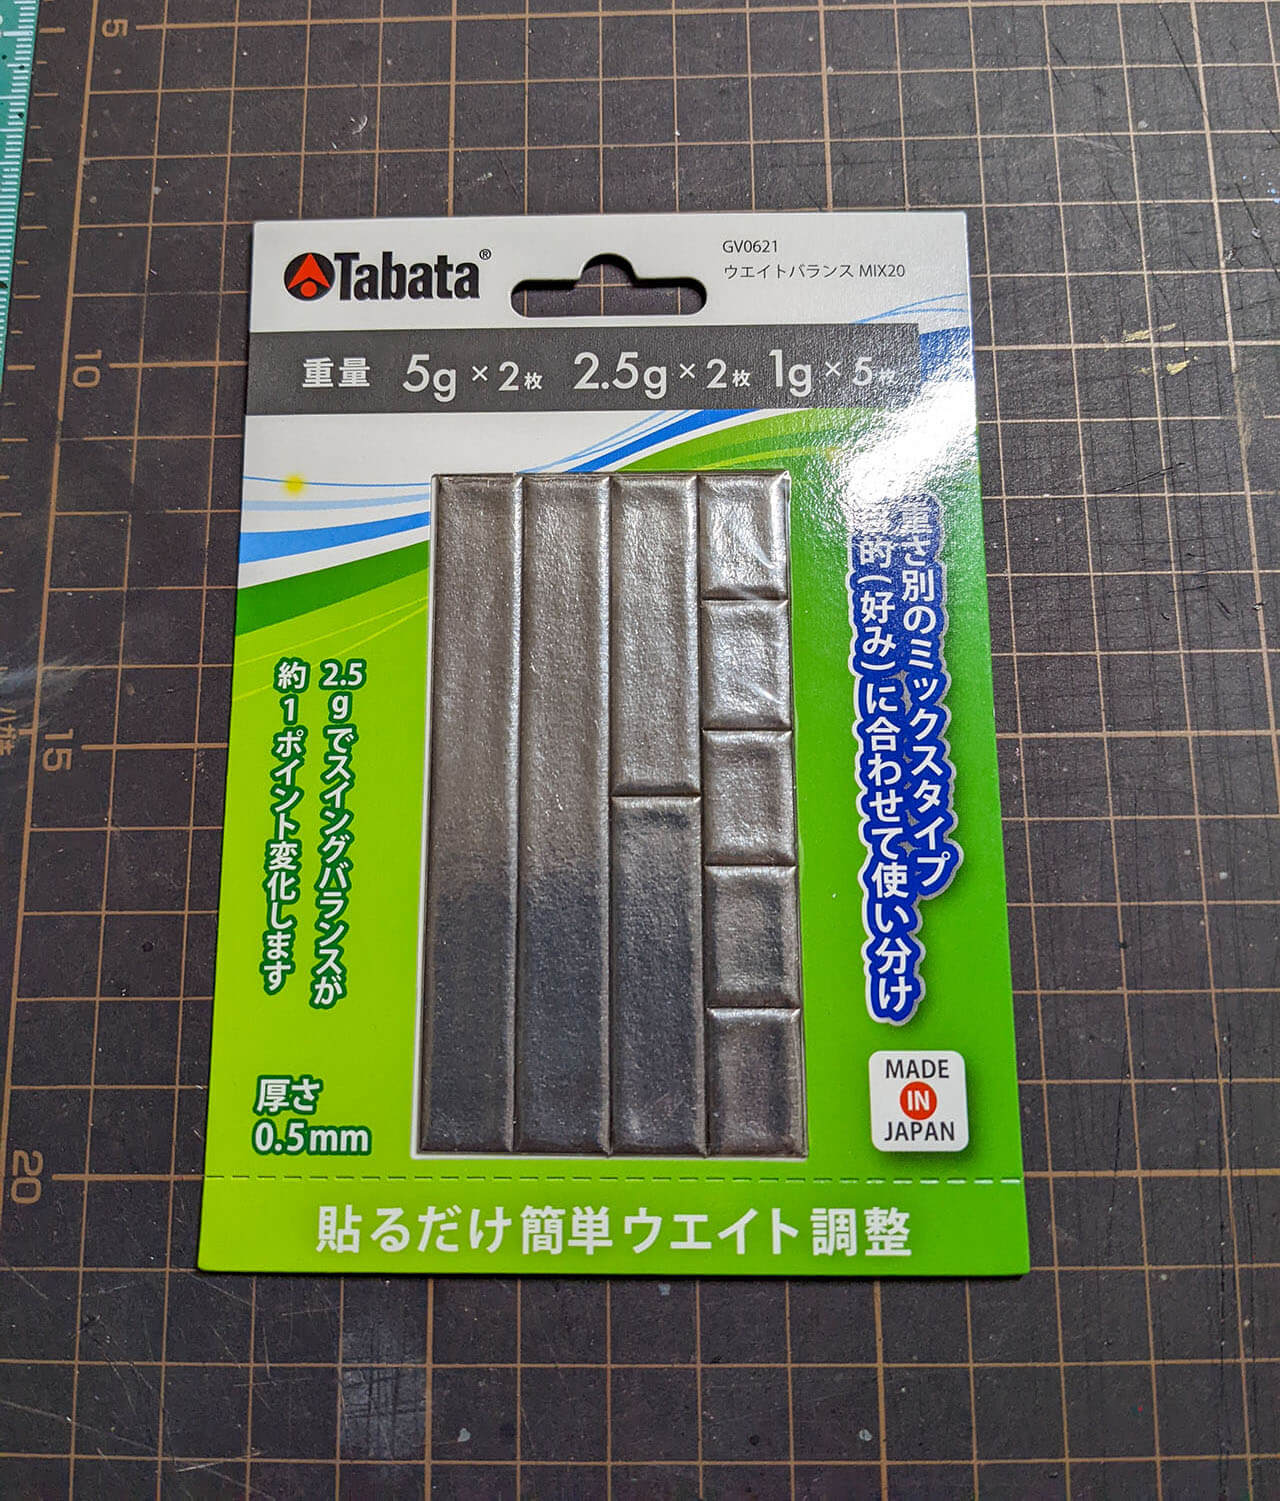 5
10
15
20
Tabata®
GV0621
ウエイトバランス MIX20
重量 5g×2枚 2.5g×2枚 1g×5枚
重さ別のミックスタイプ
目的(好み)に合わせて使い分け
2.5gでスイングバランスが
約1ポイント変化します
厚さ
0.5mm
MADE
IN
JAPAN
貼るだけ簡単ウエイト調整